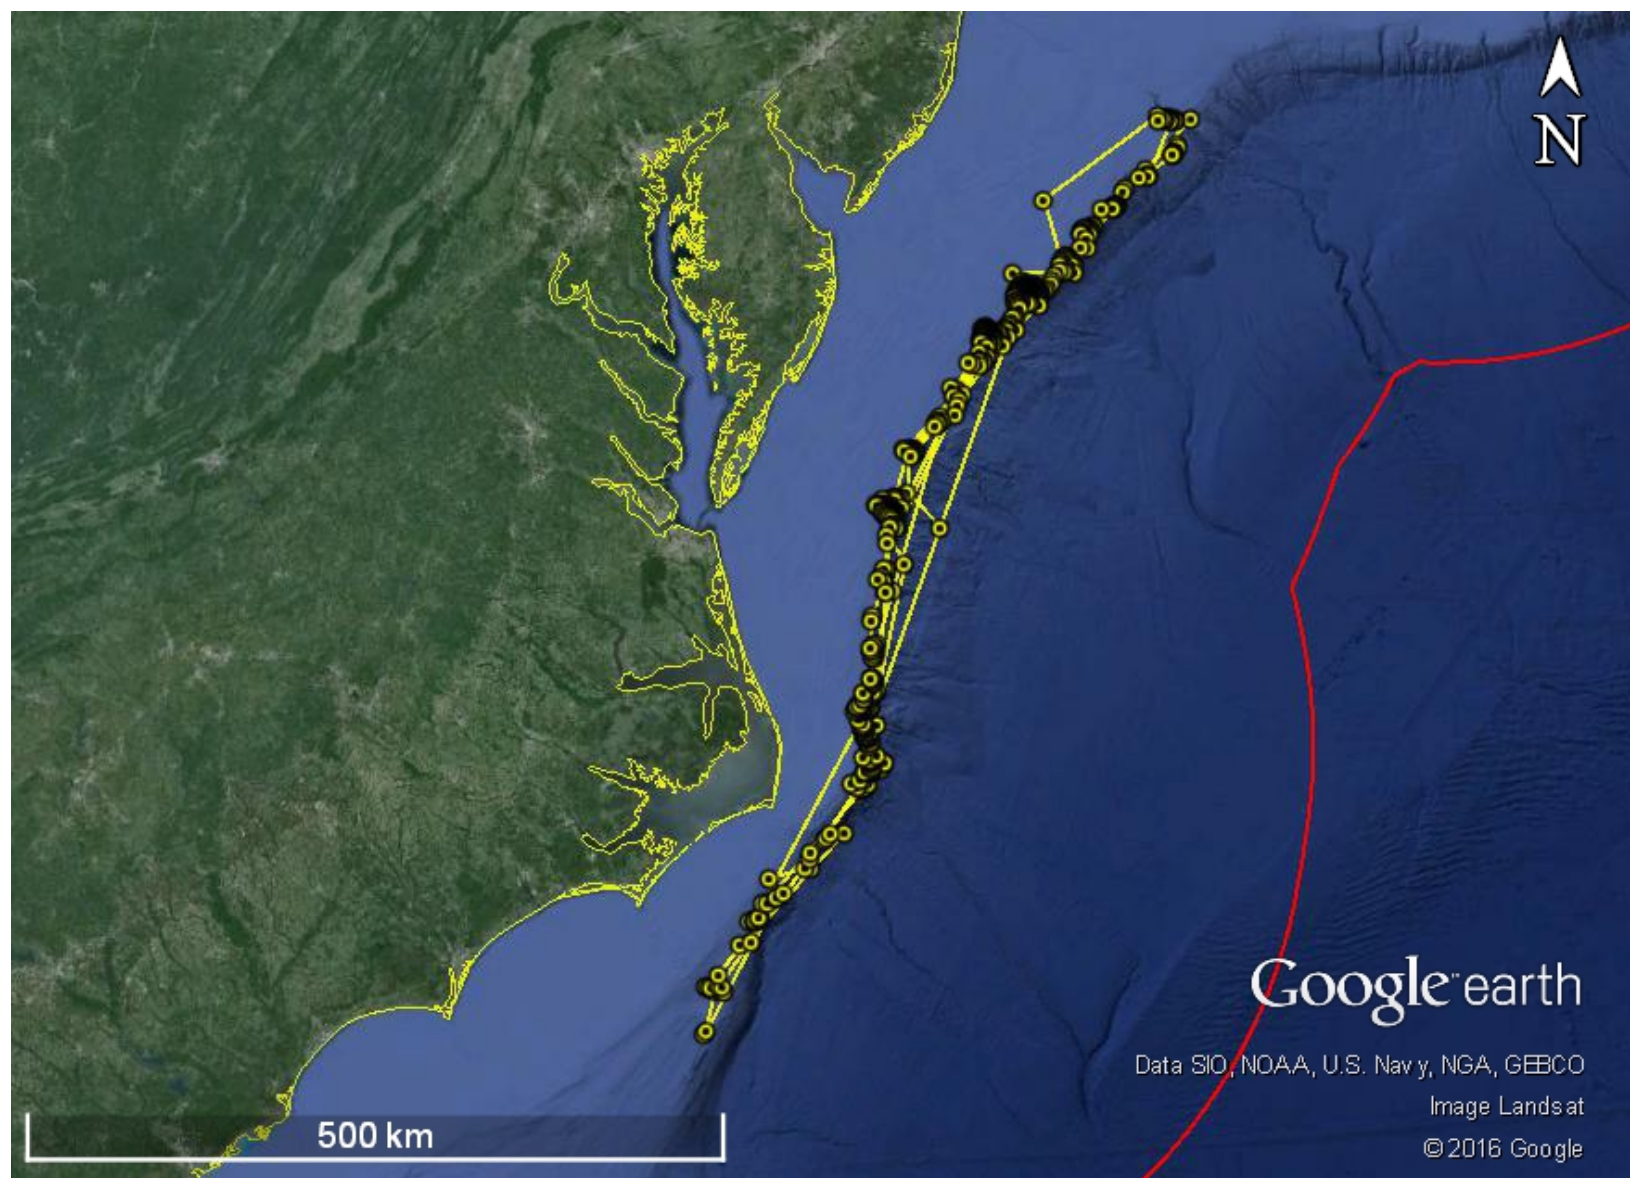 N
Google earth
Data SIO, NOAA, U.S. Navy, NGA, GEBCO
Image Landsat
© 2016 Google
500 km